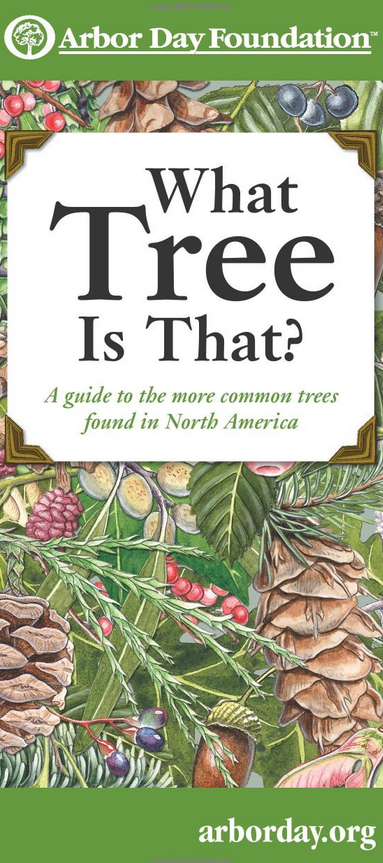 Arbor Day Foundation™
What
Tree
Is That?
A guide to the more common trees
found in North America
arborday.org